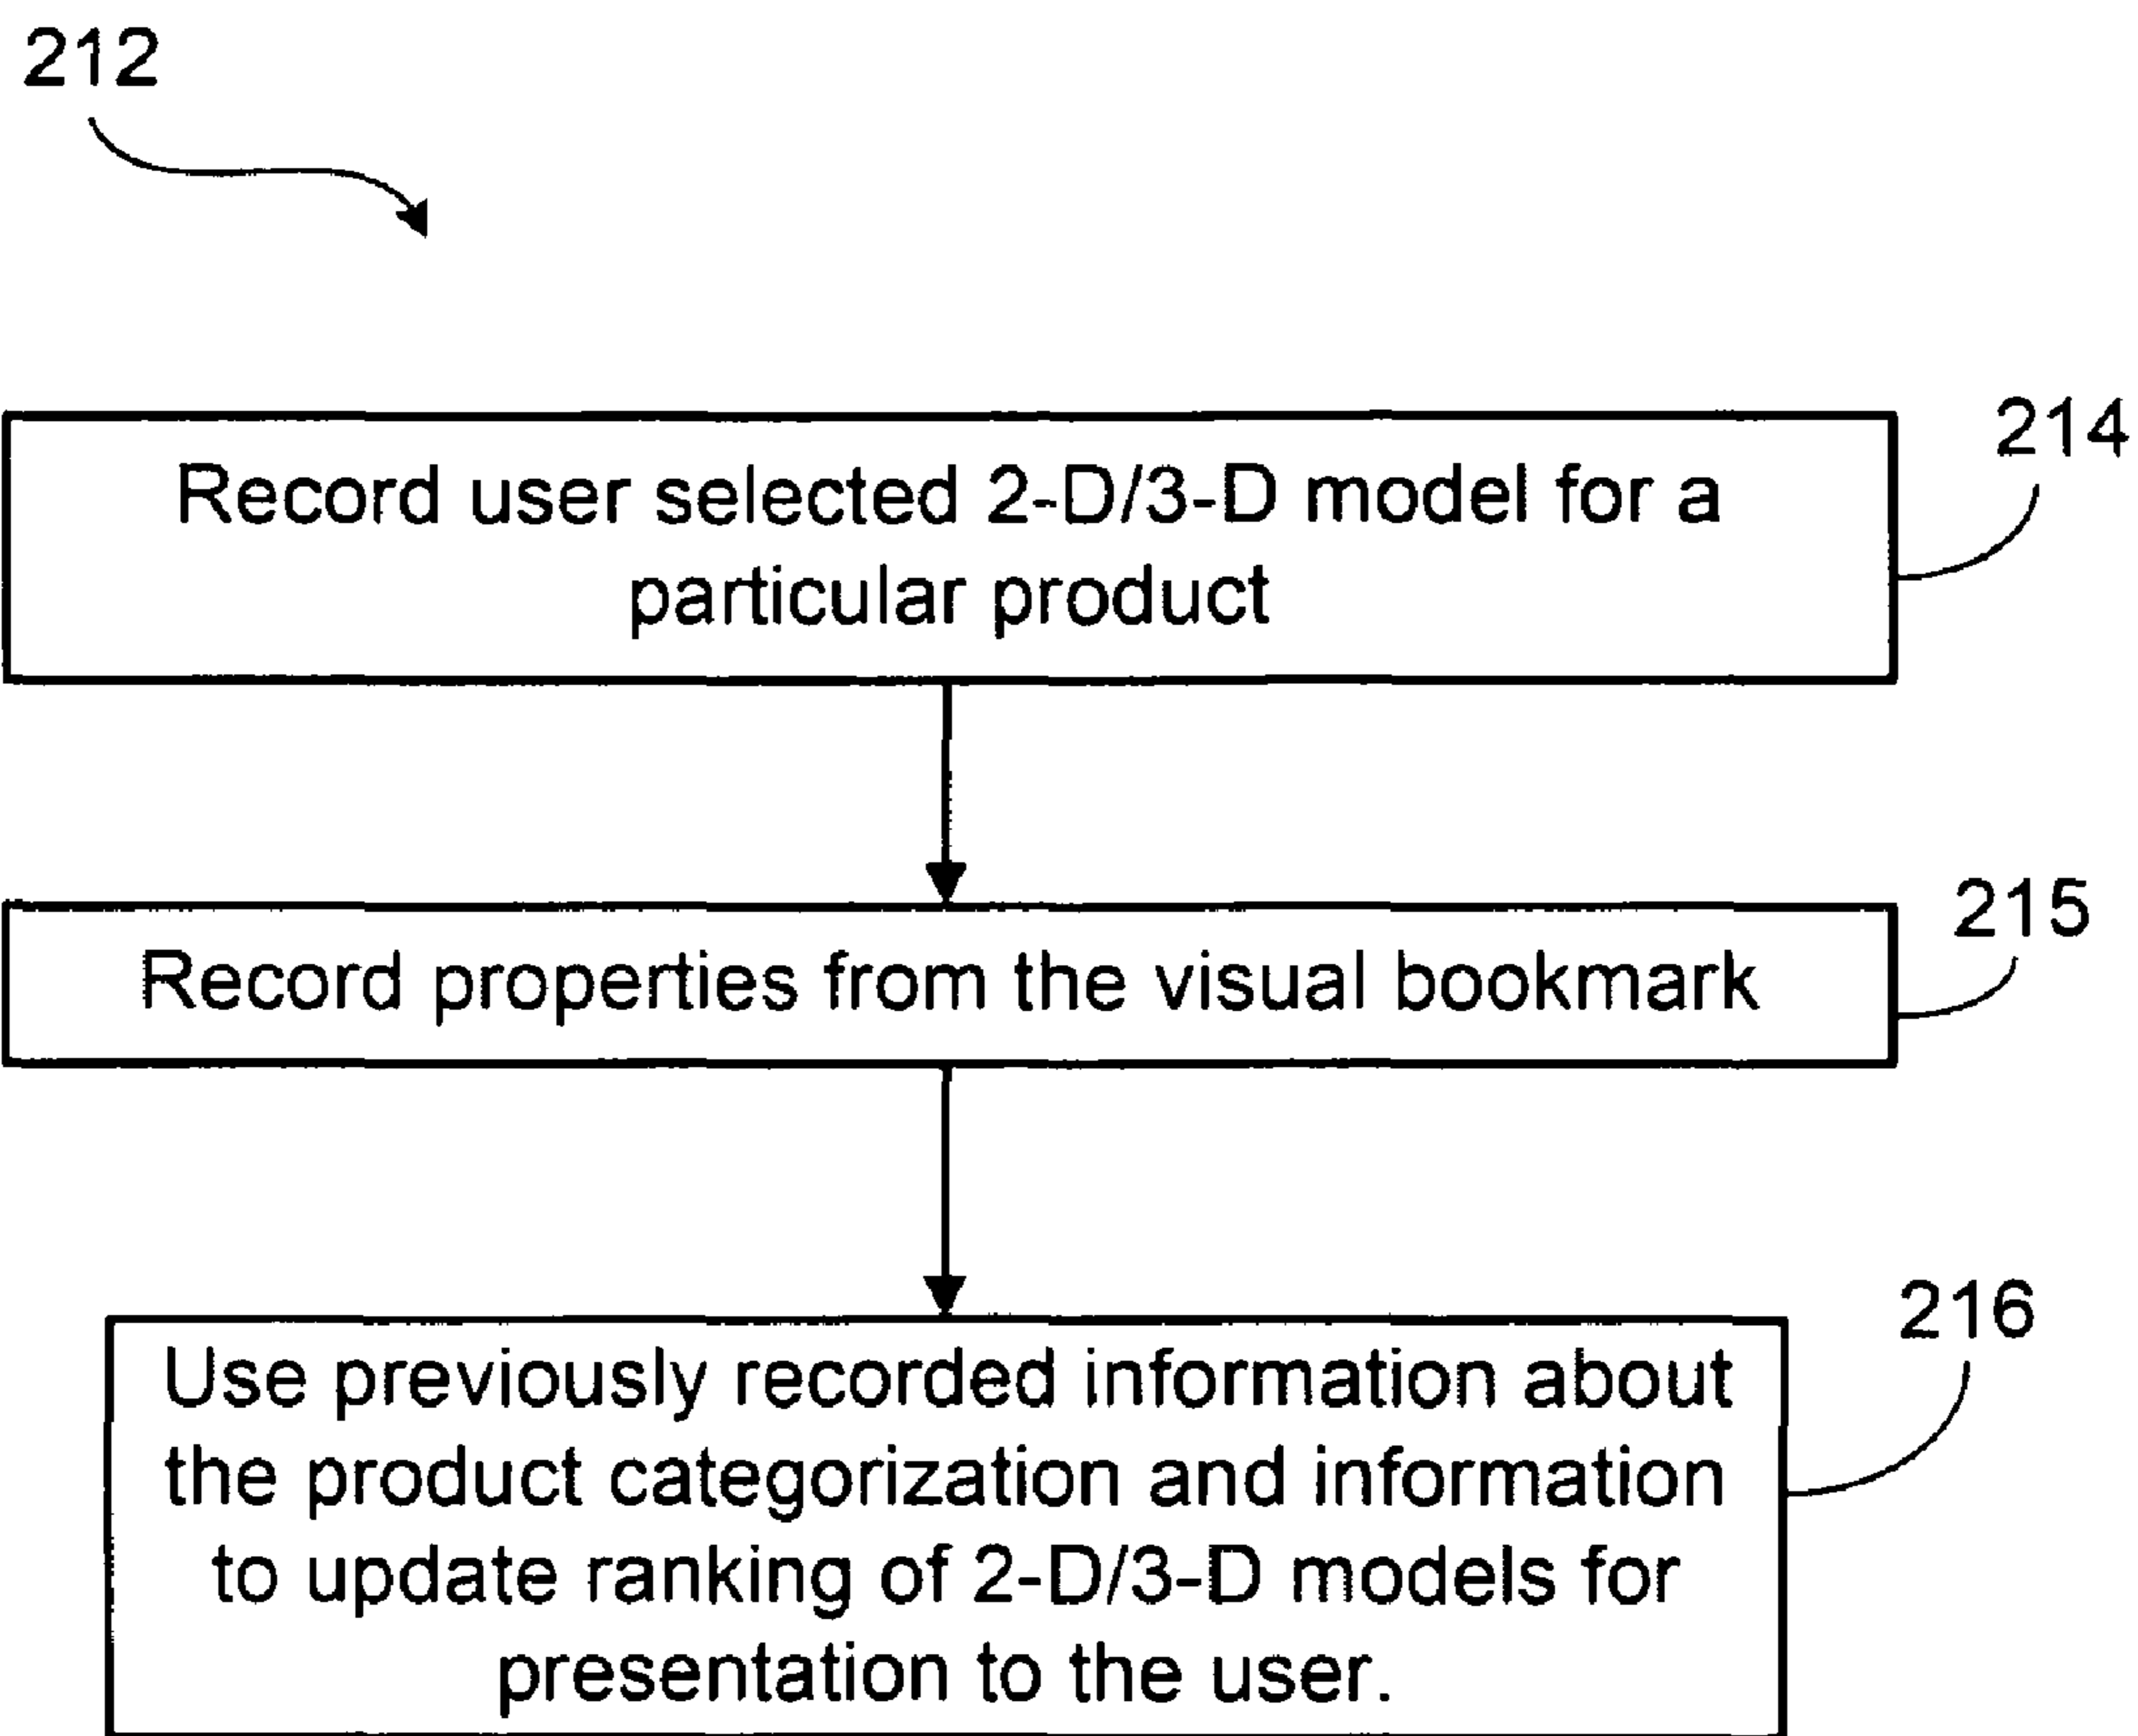 212
214
Record user selected 2-D/3-D model for a
particular product
215
Record properties from the visual bookmark
216
Use previously recorded information about
the product categorization and information
to update ranking of 2-D/3-D models for
presentation to the user.